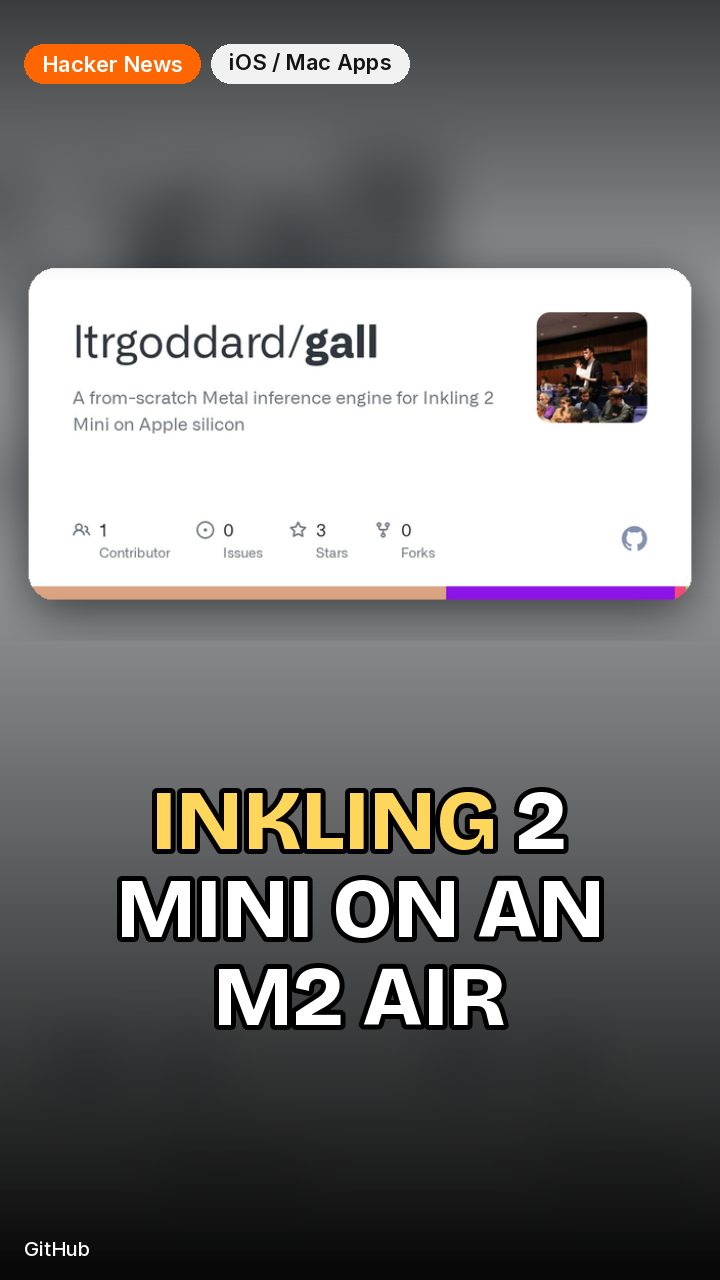 Hacker News
iOS / Mac Apps
ltrgoddard/gall
A from-scratch Metal inference engine for Inkling 2
Mini on Apple silicon
1
Contributor
0
Issues
3
Stars
0
Forks
INKLING 2
MINI ON AN
M2 AIR
GitHub